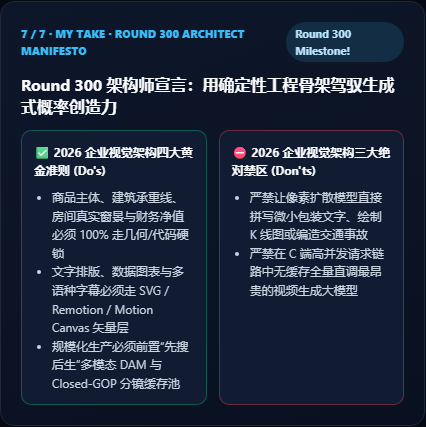 7 / 7 · MY TAKE · ROUND 300 ARCHITECT
MANIFESTO
Round 300
Milestone!
Round 300 架构师宣言：用确定性工程骨架驾驭生成
式概率创造力
✅ 2026 企业视觉架构四大黄
金准则 (Do's)
• 商品主体、建筑承重线、
房间真实窗景与财务净值
必须 100% 走几何/代码硬
锁
• 文字排版、数据图表与多
语种字幕必须走 SVG /
Remotion / Motion
Canvas 矢量层
• 规模化生产必须前置“先搜
后生”多模态 DAM 与
Closed-GOP 分镜缓存池
⛔ 2026 企业视觉架构三大绝
对禁区 (Don'ts)
• 严禁让像素扩散模型直接
拼写微小包装文字、绘制
K 线图或编造交通事故
• 严禁在 C 端高并发请求链
路中无缓存全量直调最昂
贵的视频生成大模型